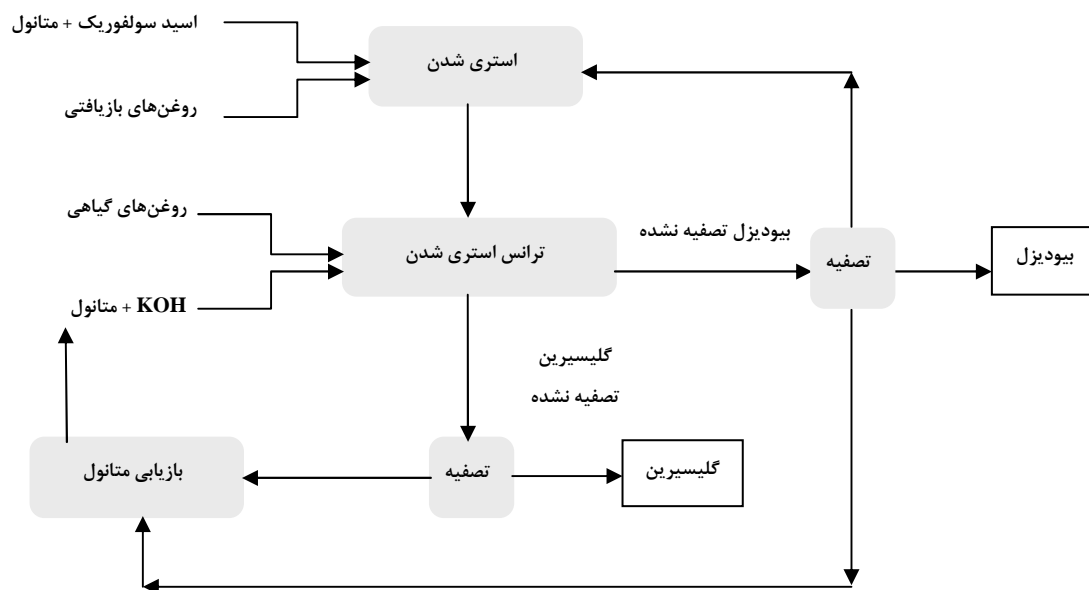 اسید سولفوریک + متانول
استری شدن
روغن‌های بازیافتی
روغن‌های گیاهی
ترانس استری شدن
بیودیزل تصفیه نشده
تصفیه
بیودیزل
KOH + متانول
گلیسیرین
تصفیه نشده
بازیابی متانول
تصفیه
گلیسیرین